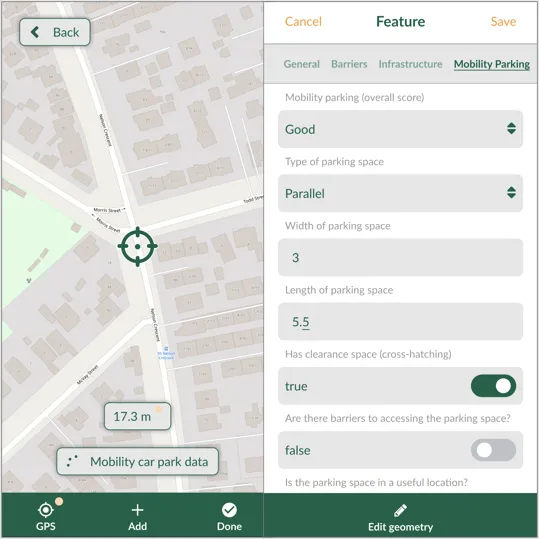 Back
Nelson Crescent
Morris Street
Morris Street
Todd Stre
Nelson Crescent
McVay Street
17.3 m
Mobility car park data
GPS
Add
Done
Cancel
Feature
Save
General
Barriers
Infrastructure
Mobility Parking
Mobility parking (overall score)
Good
Type of parking space
Parallel
Width of parking space
3
Length of parking space
5.5
Has clearance space (cross-hatching)
true
Are there barriers to accessing the parking space?
false
Is the parking space in a useful location?
Edit geometry